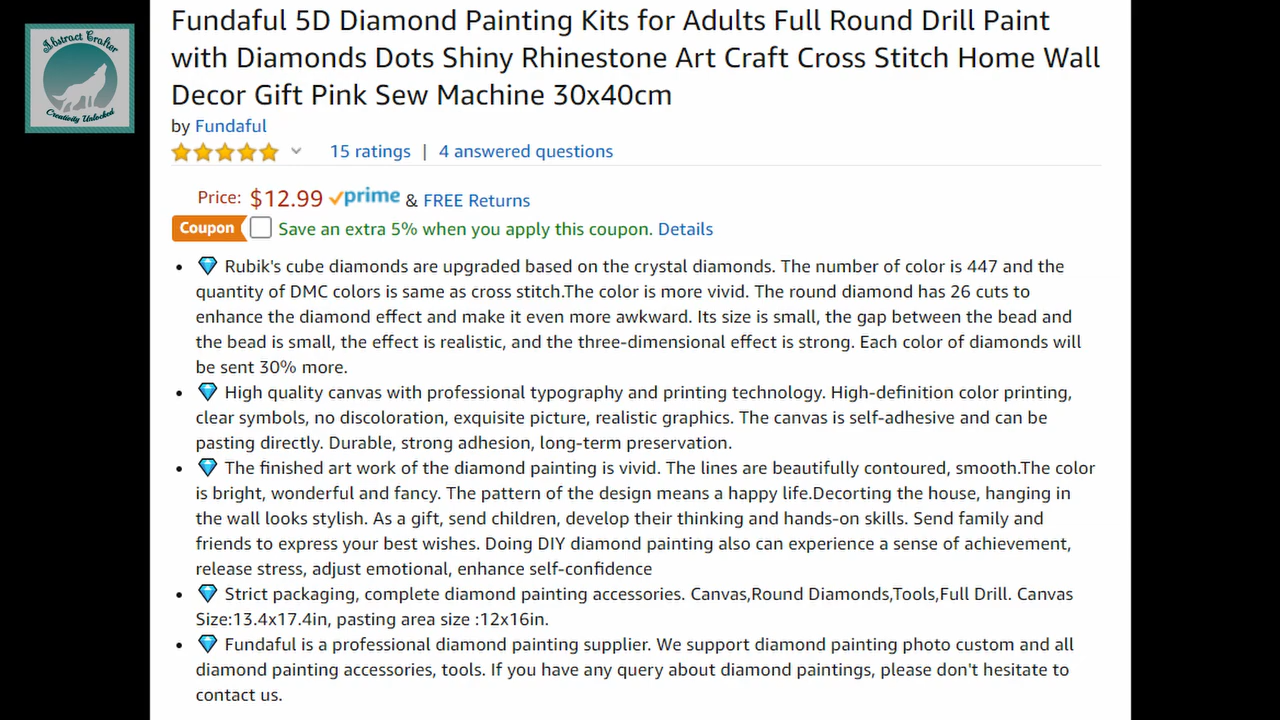 Abstract Crafter
Creativity Unlocked
Fundaful 5D Diamond Painting Kits for Adults Full Round Drill Paint
with Diamonds Dots Shiny Rhinestone Art Craft Cross Stitch Home Wall
Decor Gift Pink Sew Machine 30x40cm
by Fundaful
15 ratings | 4 answered questions
Price: $12.99 prime & FREE Returns
Coupon Save an extra 5% when you apply this coupon. Details
Rubik's cube diamonds are upgraded based on the crystal diamonds. The number of color is 447 and the
quantity of DMC colors is same as cross stitch.The color is more vivid. The round diamond has 26 cuts to
enhance the diamond effect and make it even more awkward. Its size is small, the gap between the bead and
the bead is small, the effect is realistic, and the three-dimensional effect is strong. Each color of diamonds will
be sent 30% more.
High quality canvas with professional typography and printing technology. High-definition color printing,
clear symbols, no discoloration, exquisite picture, realistic graphics. The canvas is self-adhesive and can be
pasting directly. Durable, strong adhesion, long-term preservation.
The finished art work of the diamond painting is vivid. The lines are beautifully contoured, smooth.The color
is bright, wonderful and fancy. The pattern of the design means a happy life.Decorting the house, hanging in
the wall looks stylish. As a gift, send children, develop their thinking and hands-on skills. Send family and
friends to express your best wishes. Doing DIY diamond painting also can experience a sense of achievement,
release stress, adjust emotional, enhance self-confidence
Strict packaging, complete diamond painting accessories. Canvas,Round Diamonds,Tools,Full Drill. Canvas
Size:13.4x17.4in, pasting area size :12x16in.
Fundaful is a professional diamond painting supplier. We support diamond painting photo custom and all
diamond painting accessories, tools. If you have any query about diamond paintings, please don't hesitate to
contact us.